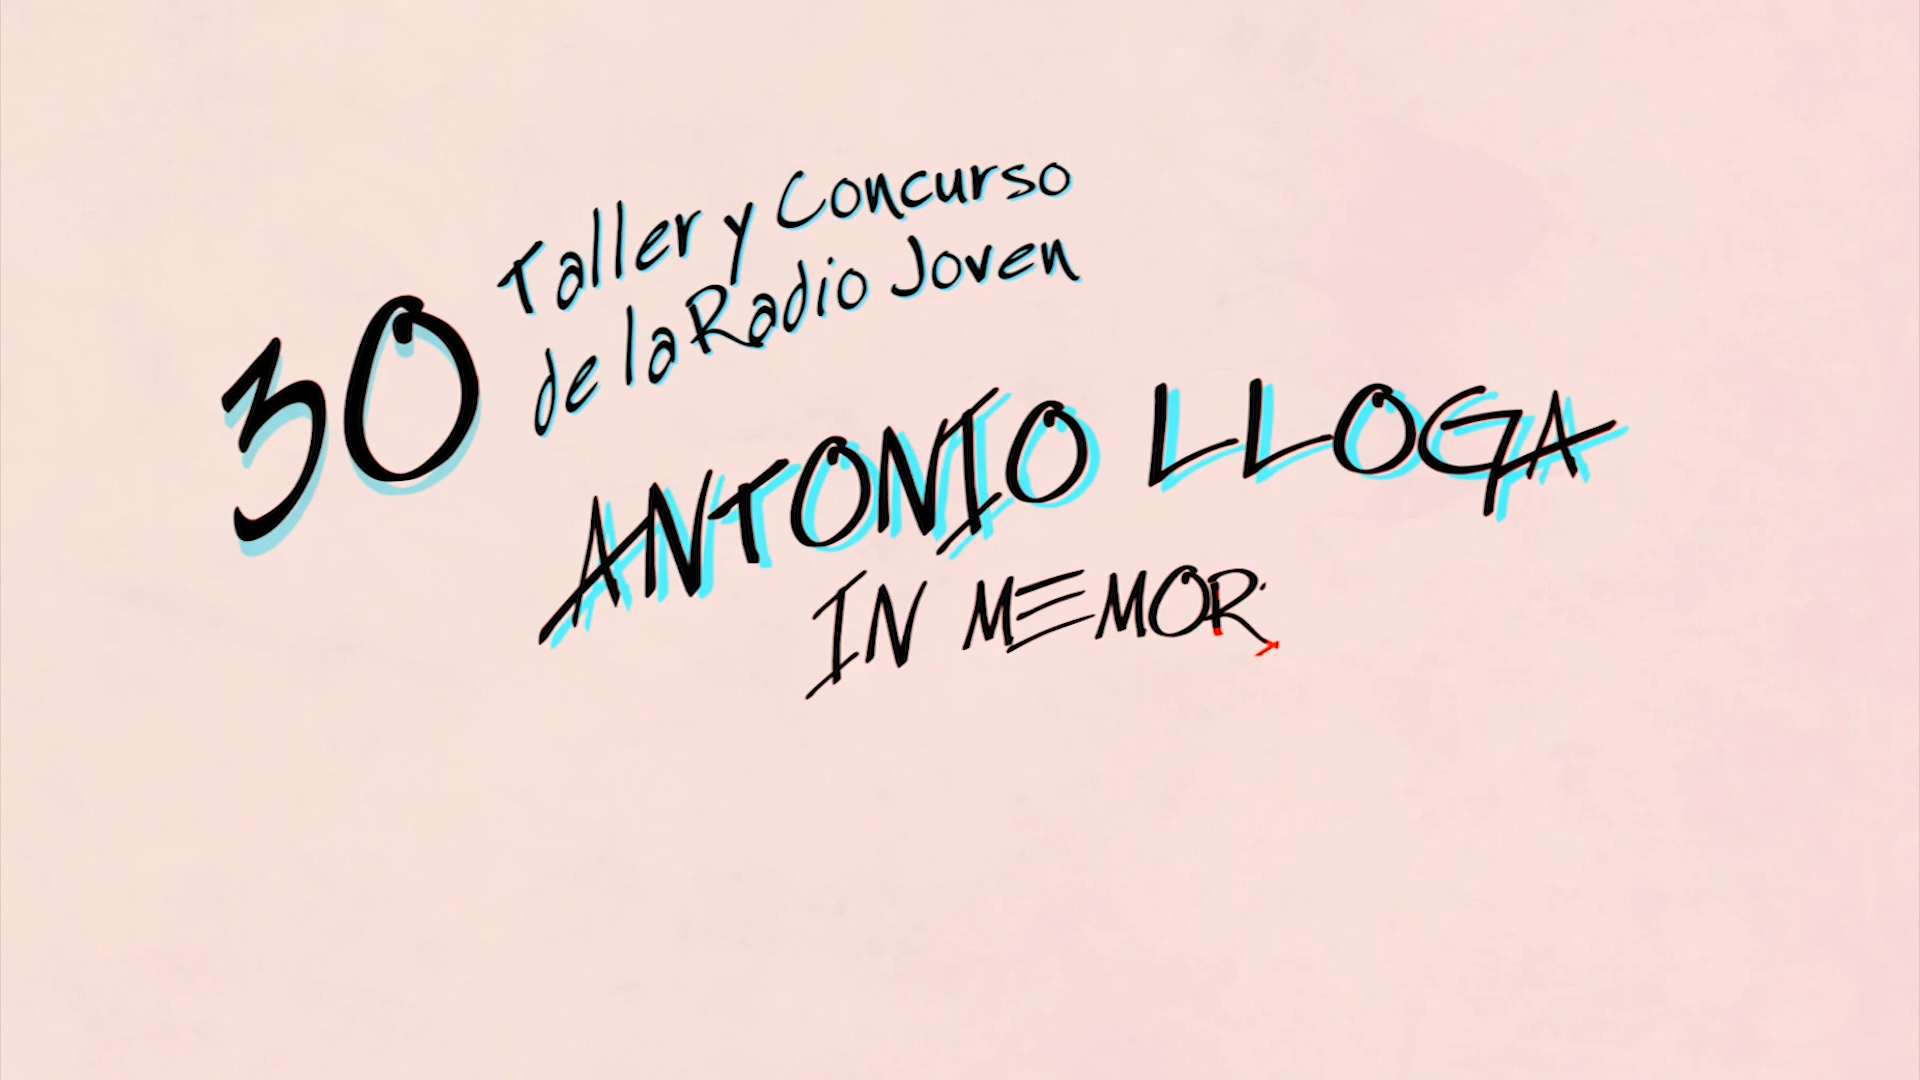 30
Taller y Concurso
de la Radio Joven
ANTONIO LLOGA
IN MEMOR